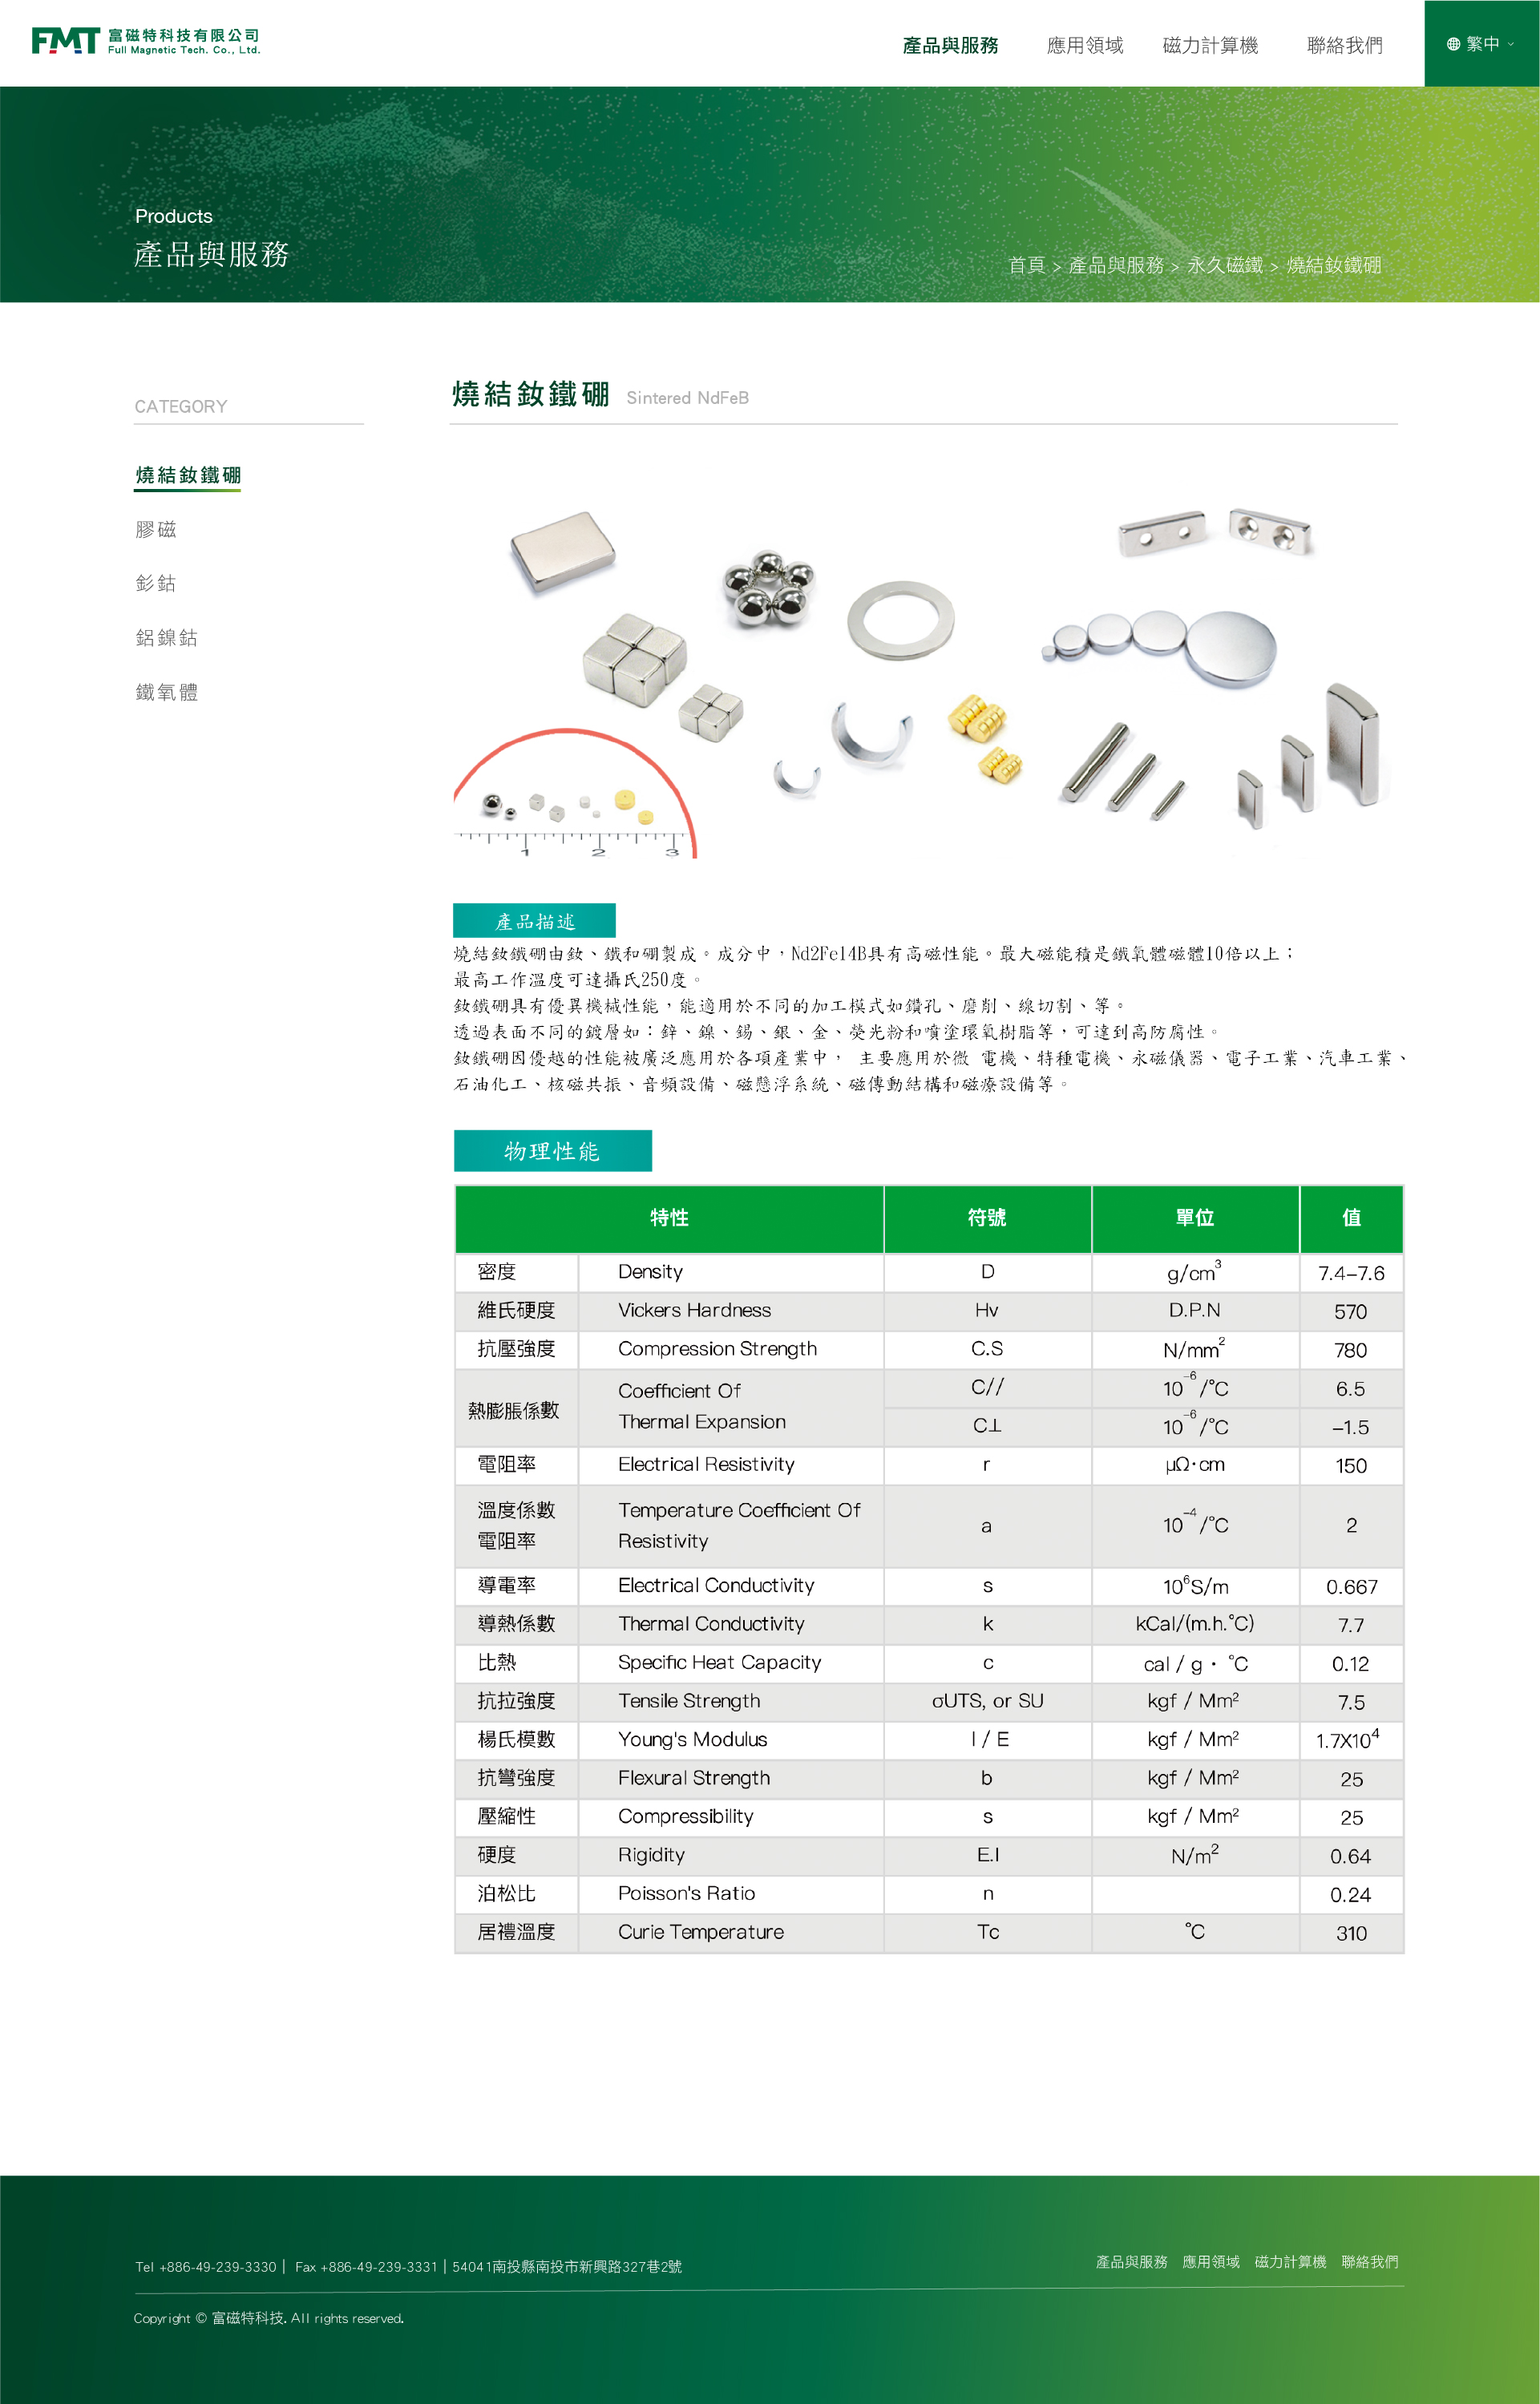 FMT 富磁特科技有限公司
Full Magnetic Tech. Co., Ltd.
產品與服務 應用領域 磁力計算機 聯絡我們 繁中
Products
產品與服務
首頁 > 產品與服務 > 永久磁鐵 > 燒結釹鐵硼
CATEGORY
燒結釹鐵硼
膠磁
釤鈷
鋁鎳鈷
鐵氧體
燒結釹鐵硼 Sintered NdFeB
1 2 3
產品描述
燒結釹鐵硼由釹、鐵和硼製成。成分中，Nd2Fe14B具有高磁性能。最大磁能積是鐵氧體磁體10倍以上；
最高工作溫度可達攝氏250度。
釹鐵硼具有優異機械性能，能適用於不同的加工模式如鑽孔、磨削、線切割、等。
透過表面不同的鍍層如：鋅、鎳、錫、銀、金、熒光粉和噴塗環氧樹脂等，可達到高防腐性。
釹鐵硼因優越的性能被廣泛應用於各項產業中， 主要應用於微 電機、特種電機、永磁儀器、電子工業、汽車工業、
石油化工、核磁共振、音頻設備、磁懸浮系統、磁傳動結構和磁療設備等。
物理性能
特性 符號 單位 值
密度 Density D g/cm³ 7.4–7.6
維氏硬度 Vickers Hardness Hv D.P.N 570
抗壓強度 Compression Strength C.S N/mm² 780
熱膨脹係數 Coefficient Of
Thermal Expansion
C// 10⁻⁶/°C 6.5
C⊥ 10⁻⁶/°C –1.5
電阻率 Electrical Resistivity r μΩ·cm 150
溫度係數
電阻率
Temperature Coefficient Of
Resistivity
a 10⁻⁴/°C 2
導電率 Electrical Conductivity s 10⁶S/m 0.667
導熱係數 Thermal Conductivity k kCal/(m.h.°C) 7.7
比熱 Specific Heat Capacity c cal / g · °C 0.12
抗拉強度 Tensile Strength σUTS, or SU kgf / Mm² 7.5
楊氏模數 Young's Modulus l / E kgf / Mm² 1.7X10⁴
抗彎強度 Flexural Strength b kgf / Mm² 25
壓縮性 Compressibility s kgf / Mm² 25
硬度 Rigidity E.I N/m² 0.64
泊松比 Poisson's Ratio n 0.24
居禮溫度 Curie Temperature Tc °C 310
Tel +886-49-239-3330 | Fax +886-49-239-3331 | 54041南投縣南投市新興路327巷2號
產品與服務 應用領域 磁力計算機 聯絡我們
Copyright © 富磁特科技. All rights reserved.